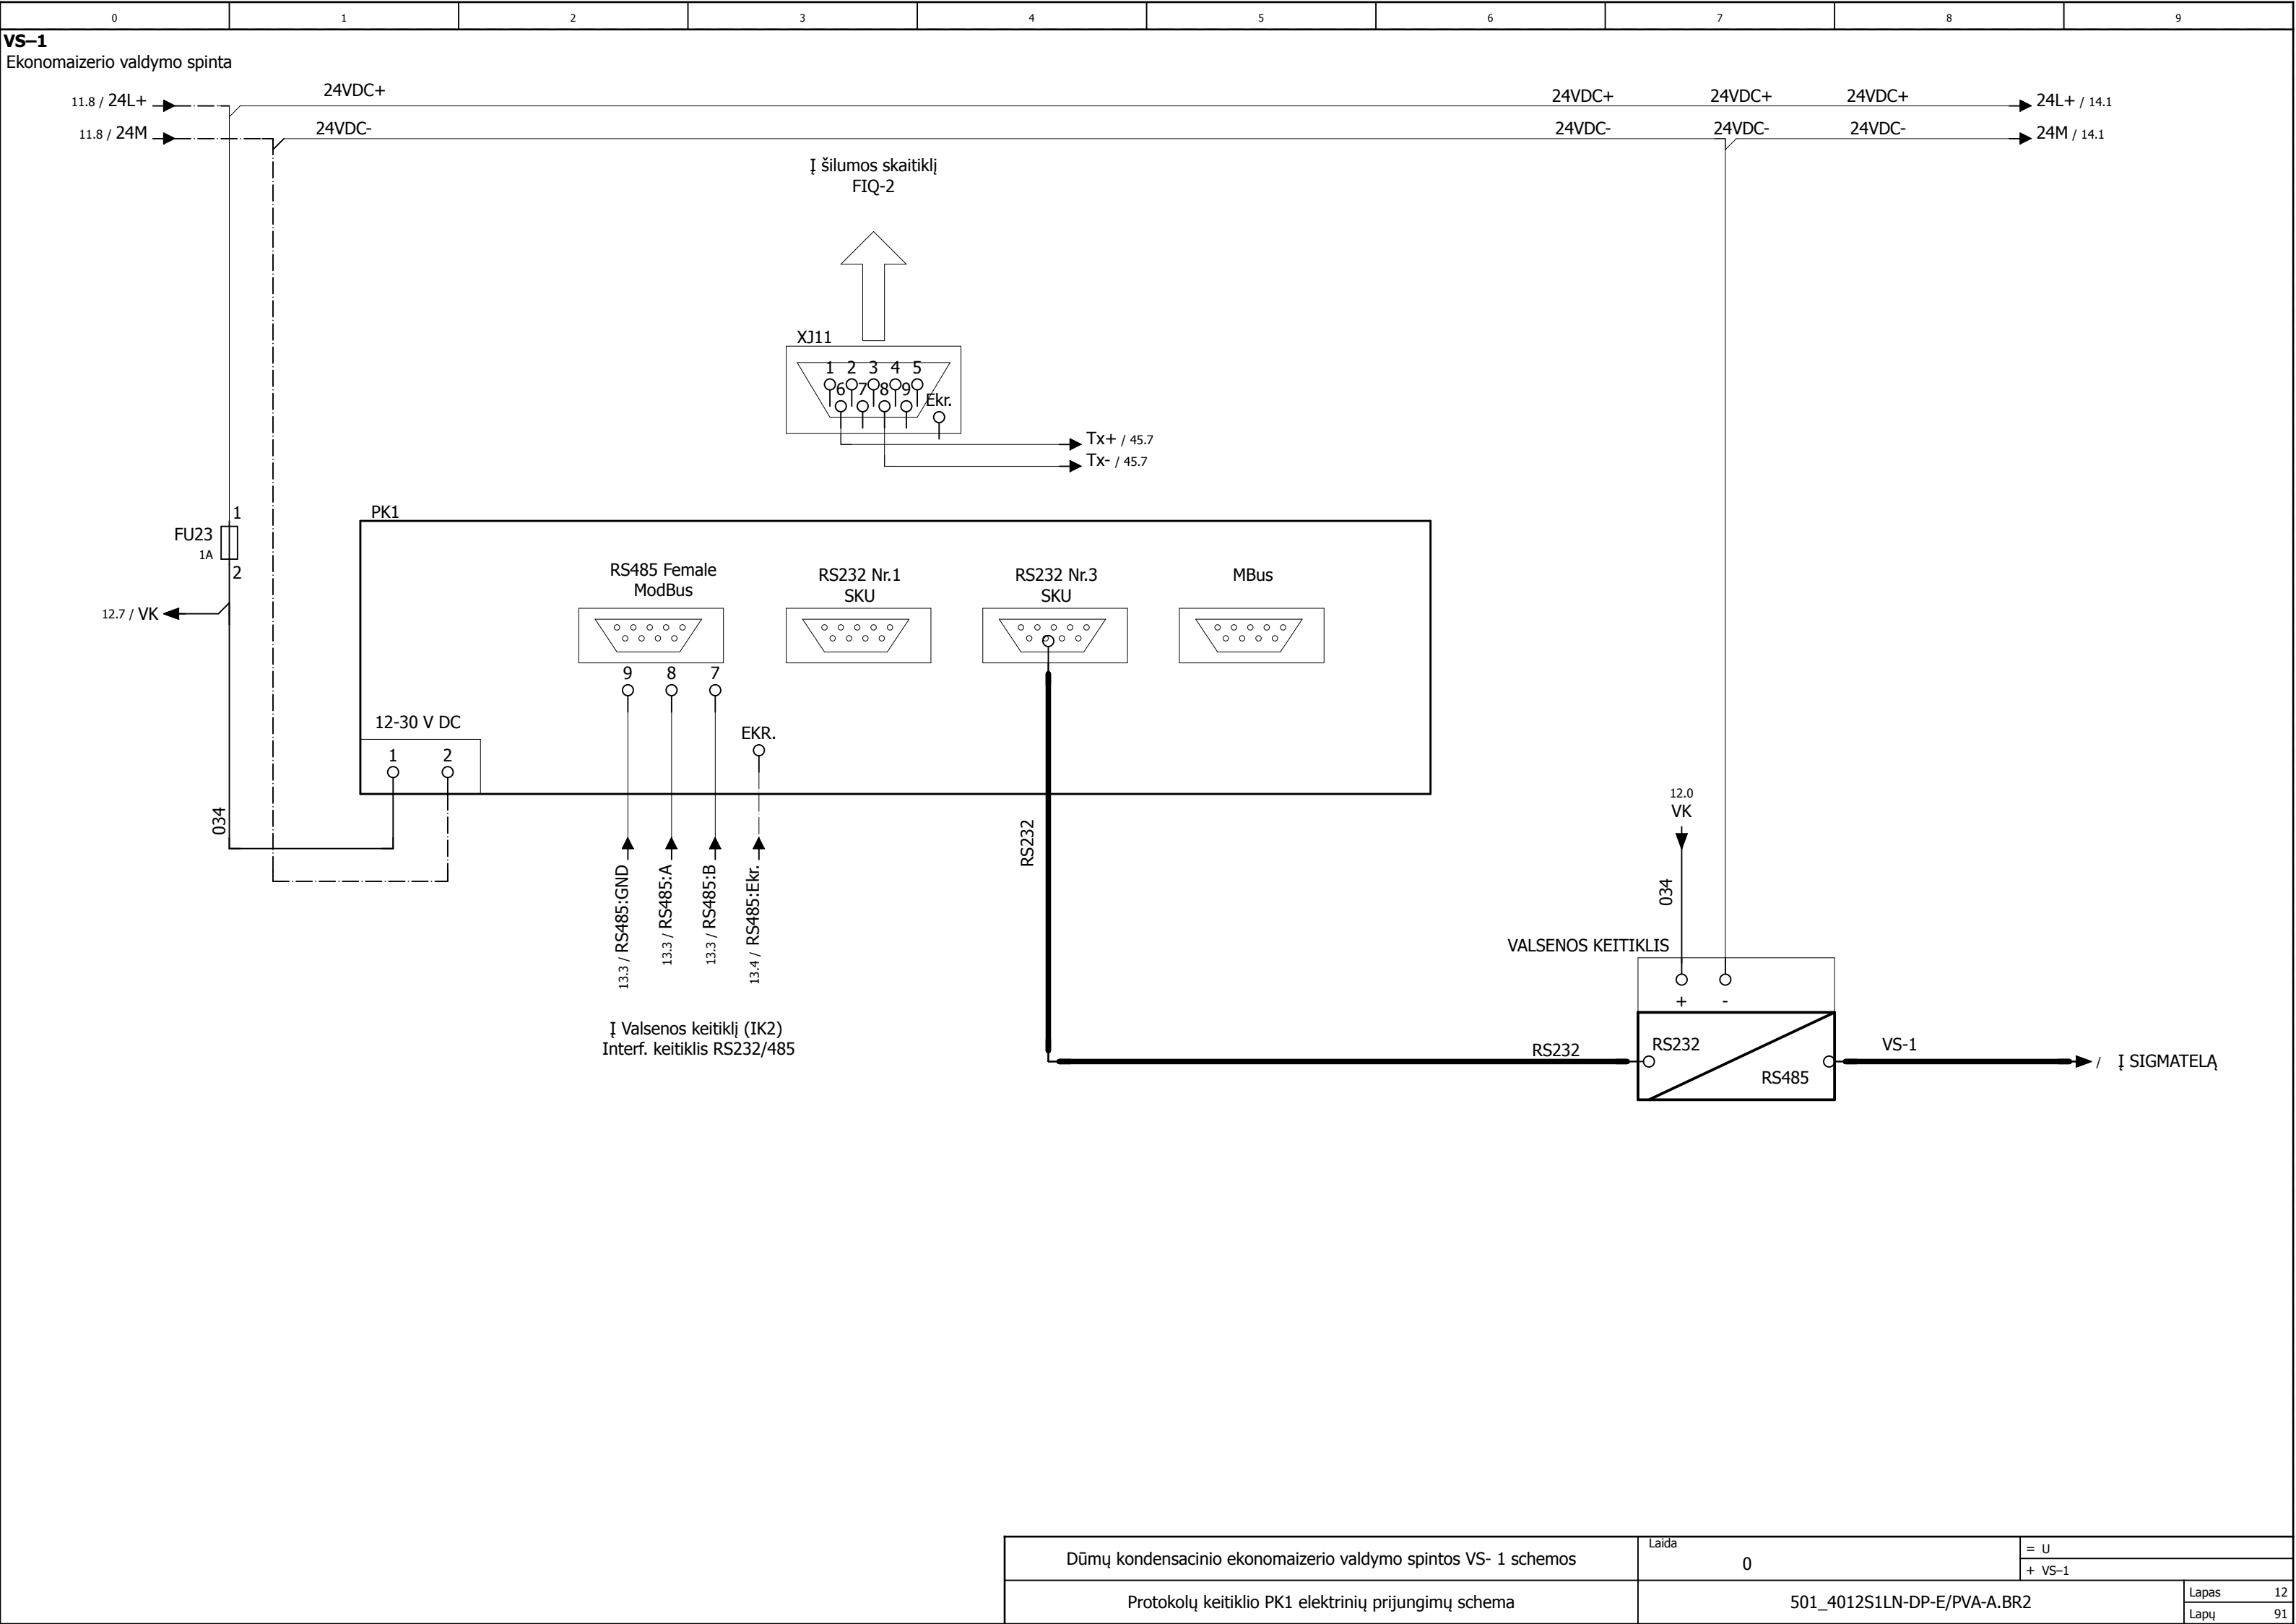 0 1 2 3 4 5 6 7 8 9
VS–1
Ekonomaizerio valdymo spinta
11.8 / 24L+
24VDC+
24VDC+
24VDC+
24VDC+
24L+ / 14.1
11.8 / 24M
24VDC-
24VDC-
24VDC-
24VDC-
24M / 14.1
Į šilumos skaitiklį
FIQ-2
XJ11
1 2 3 4 5
6 7 8 9
Ekr.
Tx+ / 45.7
Tx- / 45.7
PK1
1
FU23
1A
2
12.7 / VK
RS485 Female
ModBus
RS232 Nr.1
SKU
RS232 Nr.3
SKU
MBus
9 8 7
12-30 V DC
1 2
EKR.
034
13.3 / RS485:GND
13.3 / RS485:A
13.3 / RS485:B
13.4 / RS485:Ekr.
RS232
12.0
VK
034
VALSENOS KEITIKLIS
+ -
Į Valsenos keitiklį (IK2)
Interf. keitiklis RS232/485
RS232
RS232
RS485
VS-1
/ Į SIGMATELĄ
Dūmų kondensacinio ekonomaizerio valdymo spintos VS- 1 schemos
Laida
0
= U
+ VS–1
Protokolų keitiklio PK1 elektrinių prijungimų schema
501_4012S1LN-DP-E/PVA-A.BR2
Lapas 12
Lapų 91